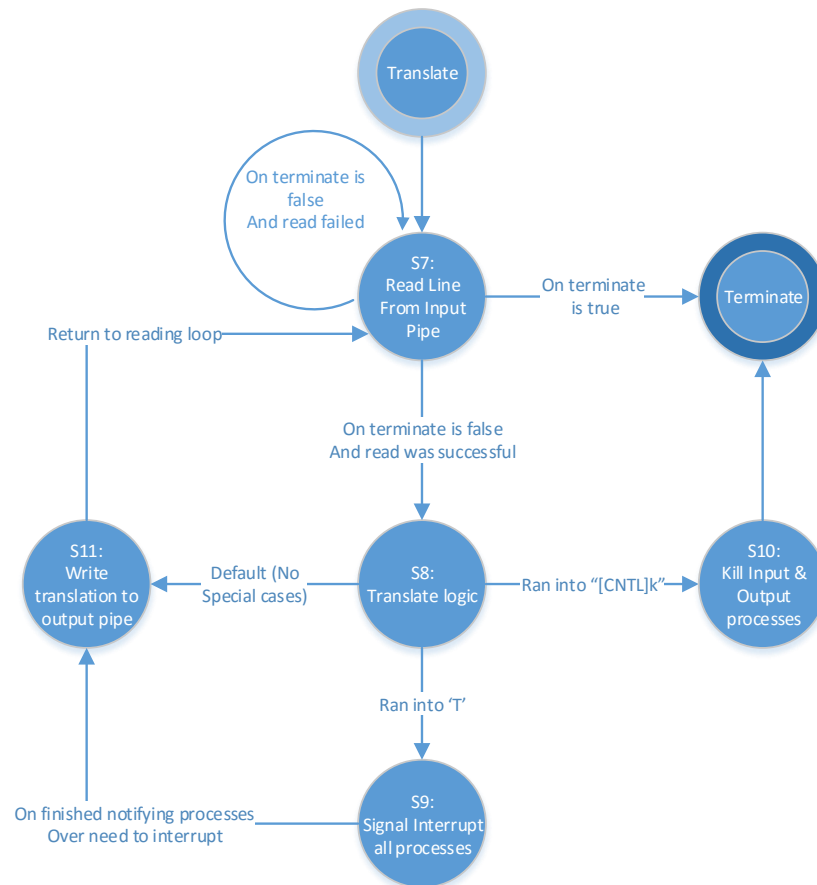 Translate
On terminate is
false
And read failed
S7:
Read Line
From Input
Pipe
On terminate
is true
Terminate
Return to reading loop
On terminate is false
And read was successful
S11:
Write
translation to
output pipe
Default (No
Special cases)
S8:
Translate logic
Ran into “[CNTL]k”
S10:
Kill Input &
Output
processes
Ran into ‘T’
On finished notifying processes
Over need to interrupt
S9:
Signal Interrupt
all processes